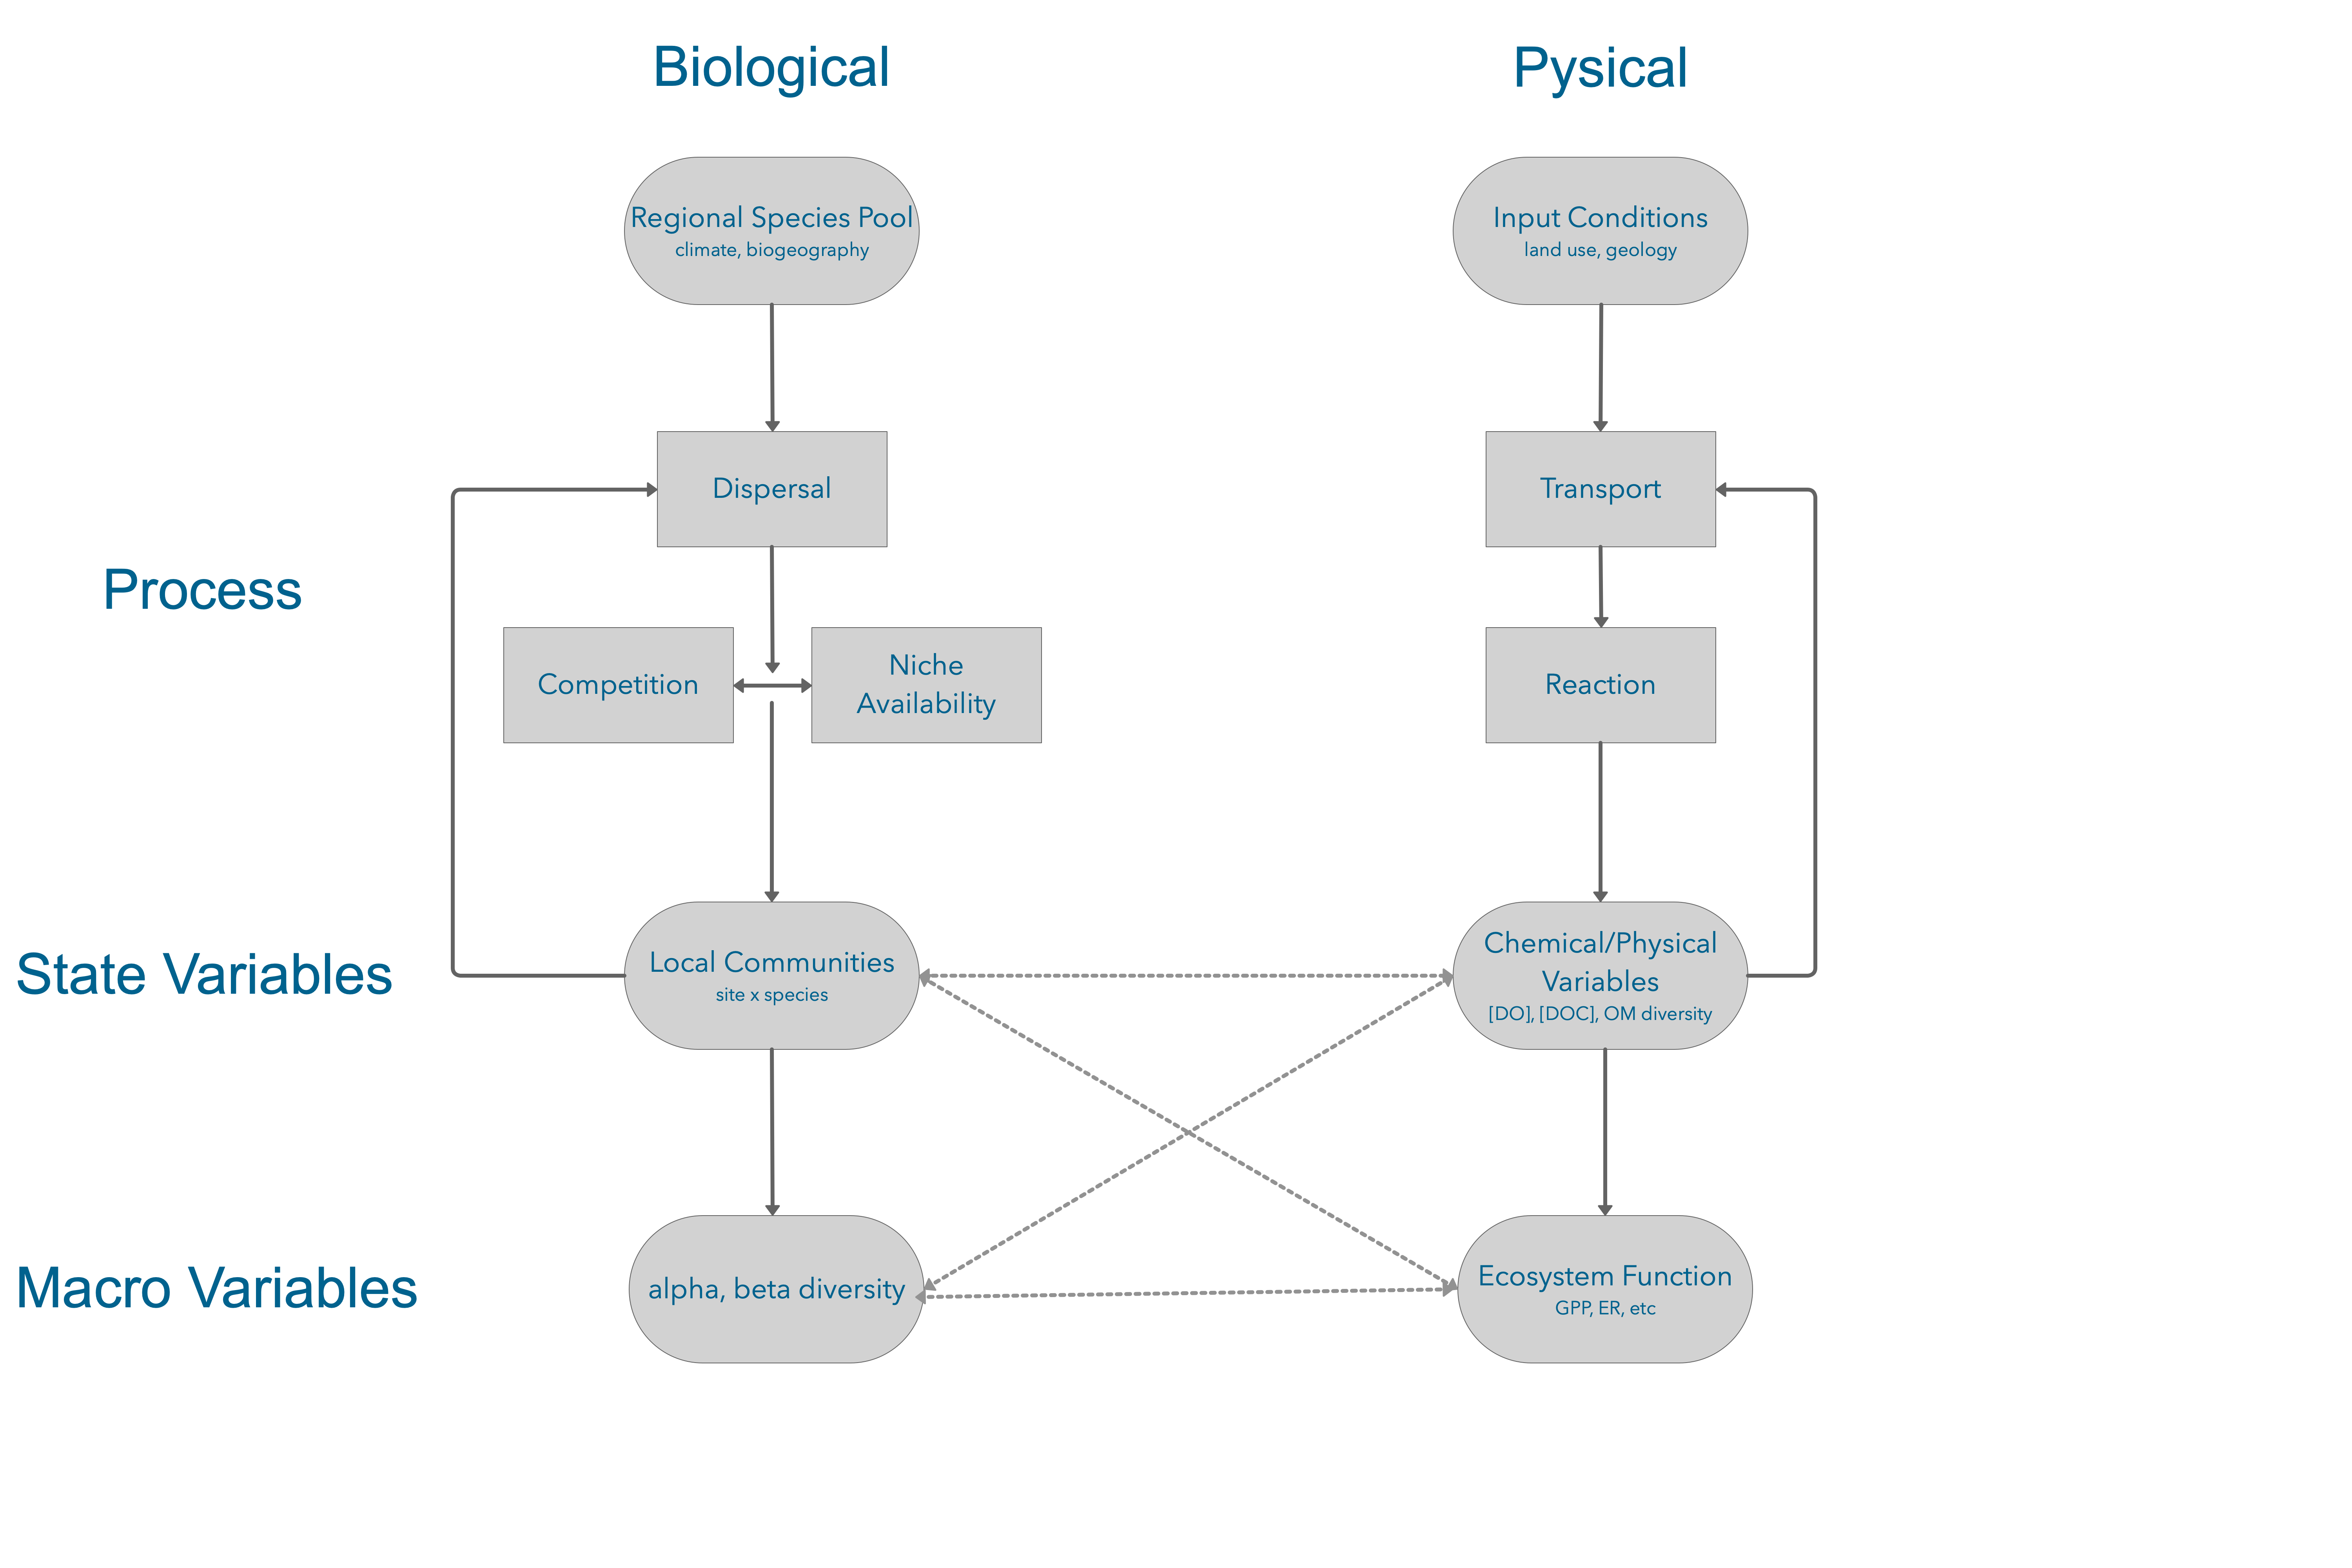 Biological
Pysical
Regional Species Pool
climate, biogeography
Input Conditions
land use, geology
Dispersal
Transport
Process
Competition
Niche
Availability
Reaction
State Variables
Local Communities
site x species
Chemical/Physical
Variables
[DO], [DOC], OM diversity
Macro Variables
alpha, beta diversity
Ecosystem Function
GPP, ER, etc